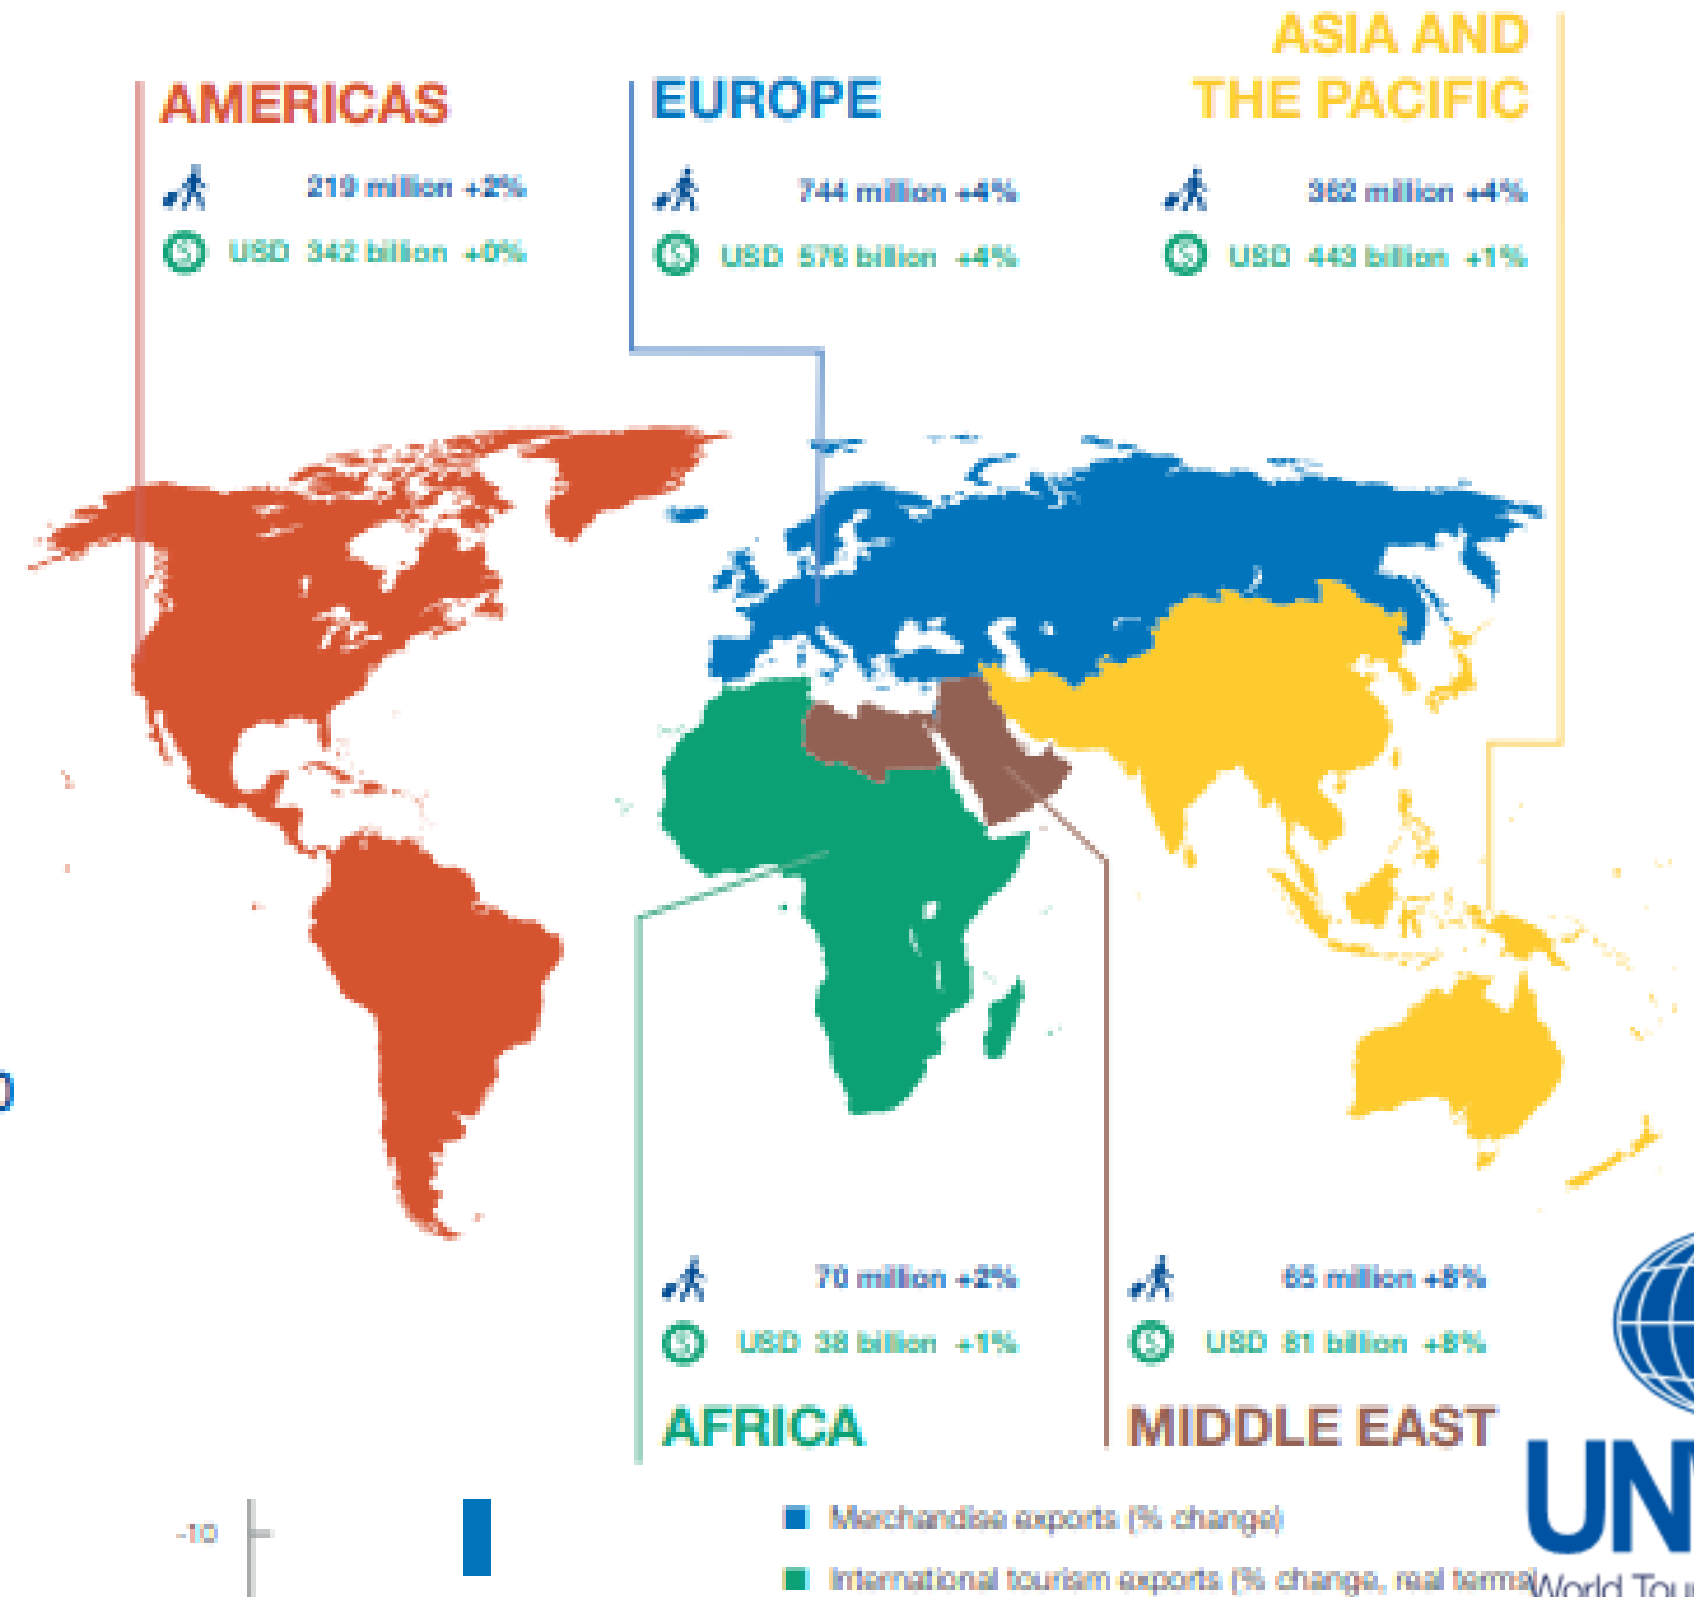 ASIA AND
THE PACIFIC
362 million +4%
USD 443 billion +1%
AMERICAS
219 million +2%
USD 342 billion +0%
EUROPE
744 million +4%
USD 576 billion +4%
70 million +2%
USD 38 billion +1%
AFRICA
65 million +8%
USD 81 billion +8%
MIDDLE EAST
-10
Merchandise exports (% change)
International tourism exports (% change, real terms)
UN
World Tou